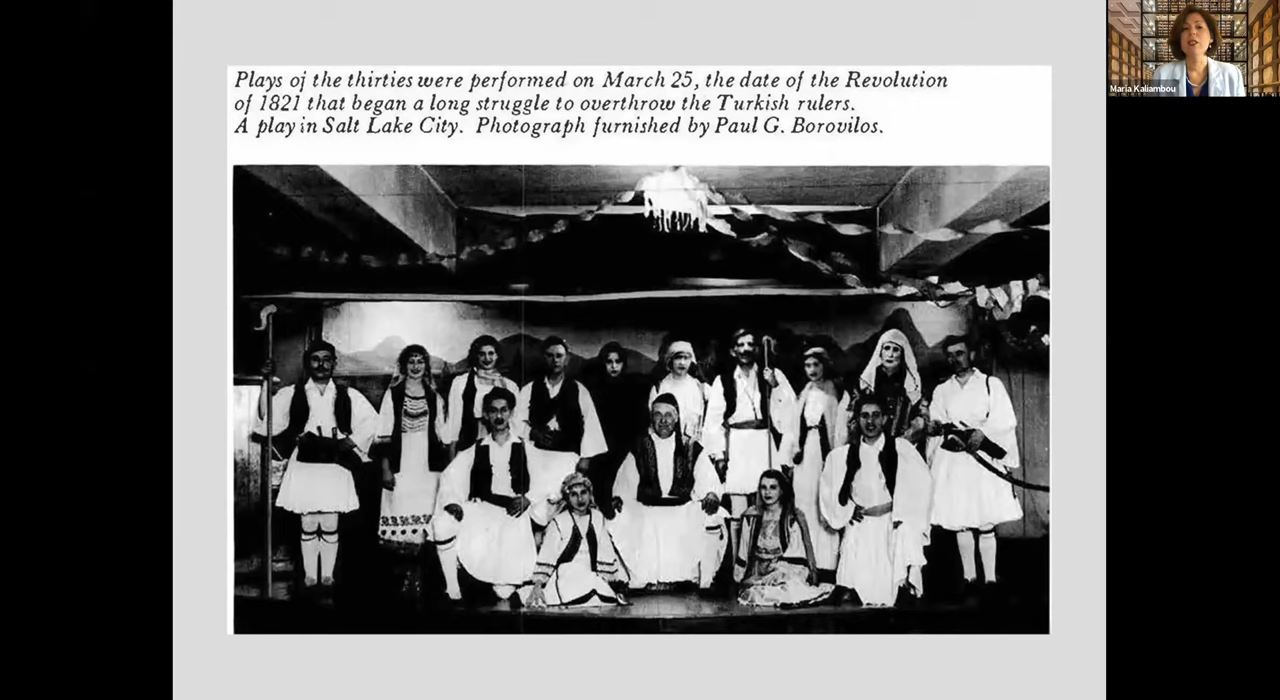 Plays of the thirties were performed on March 25, the date of the Revolution
of 1821 that began a long struggle to overthrow the Turkish rulers.
A play in Salt Lake City. Photograph furnished by Paul G. Borovilos.
Maria Kaliambou